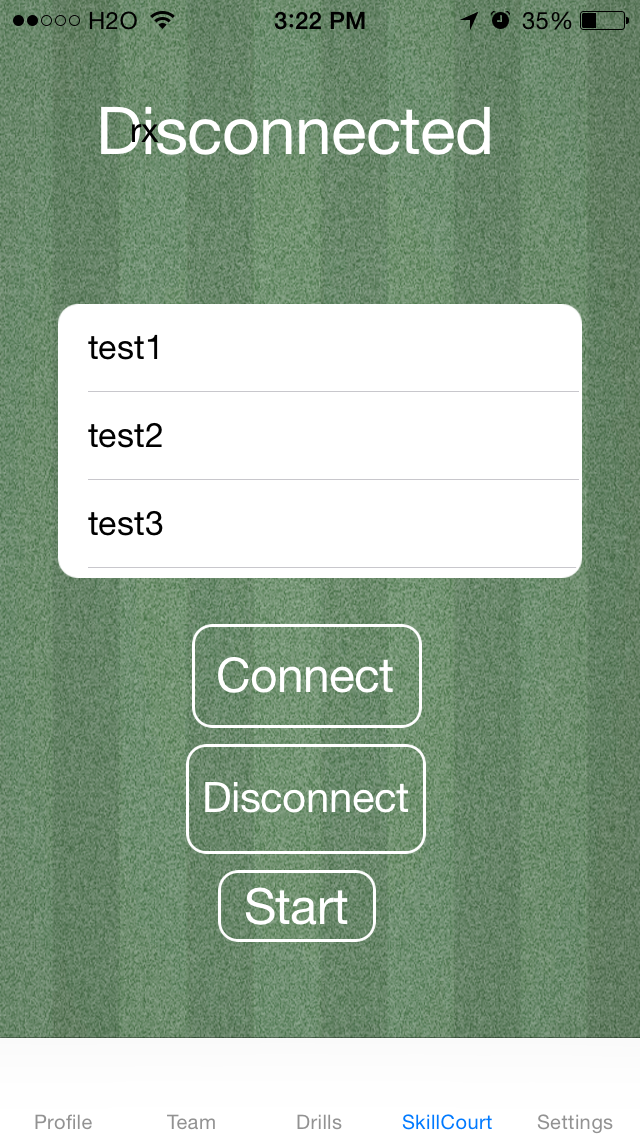 H2O 3:22 PM 35%
Disconnected
rx
test1
test2
test3
Connect
Disconnect
Start
Profile Team Drills SkillCourt Settings